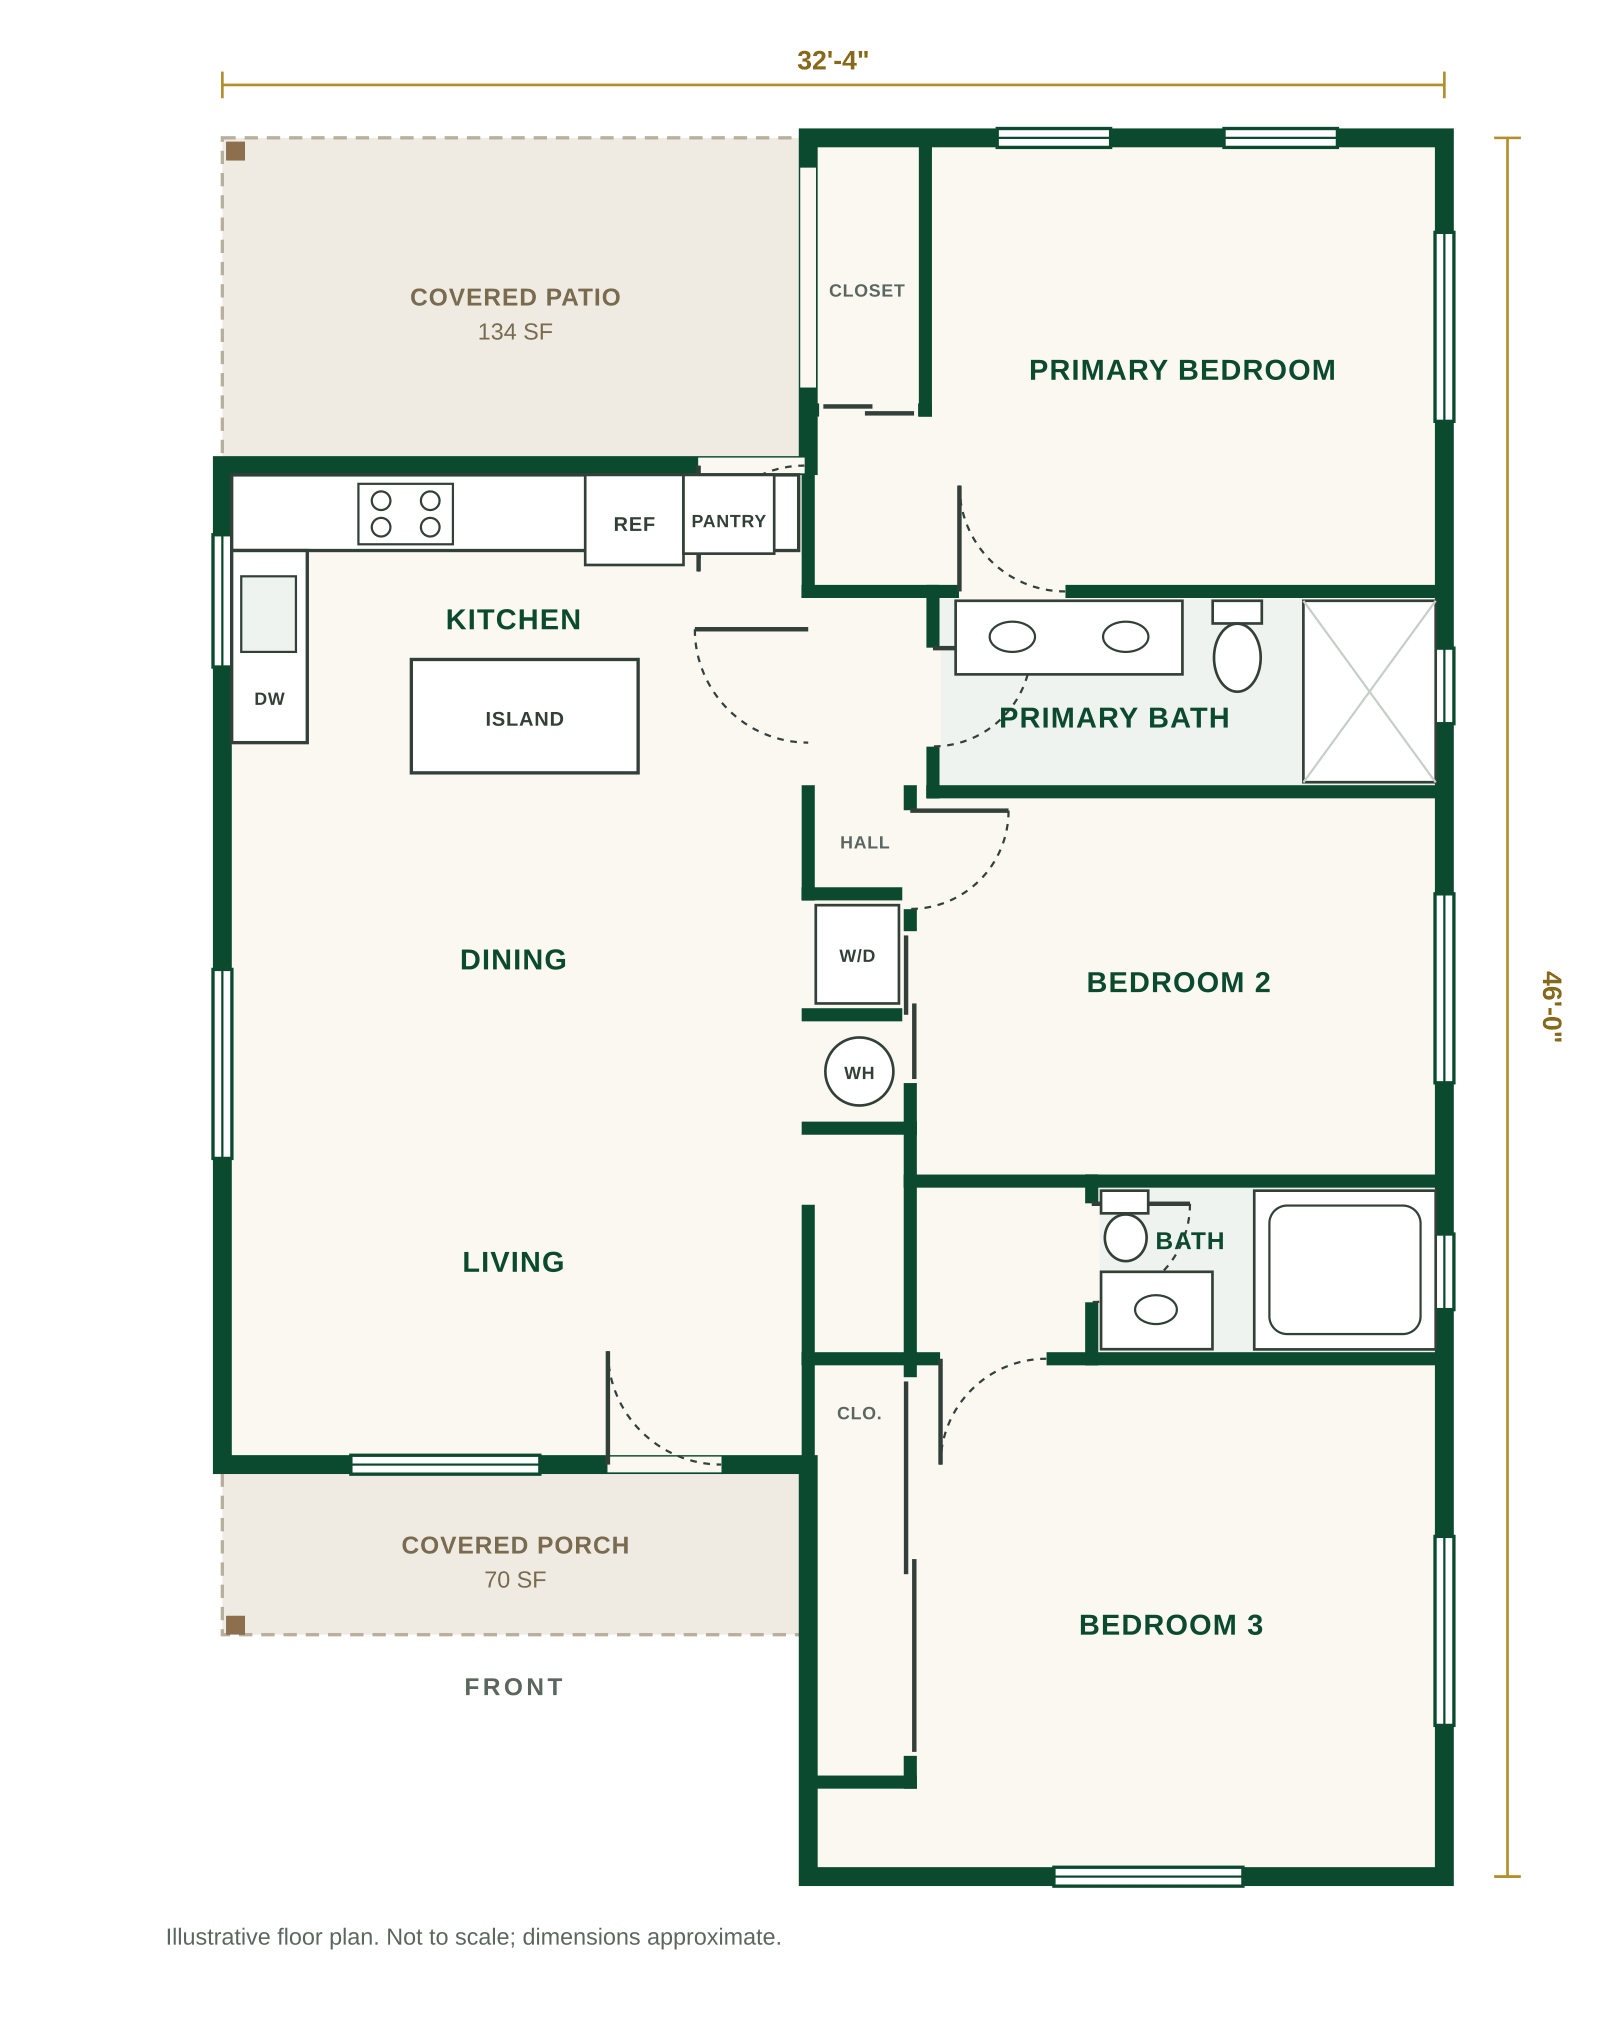 32'-4"
CLOSET
COVERED PATIO
134 SF
PRIMARY BEDROOM
REF
PANTRY
KITCHEN
DW
ISLAND
PRIMARY BATH
HALL
W/D
DINING
BEDROOM 2
46'-0"
WH
BATH
LIVING
CLO.
COVERED PORCH
70 SF
BEDROOM 3
FRONT
Illustrative floor plan. Not to scale; dimensions approximate.